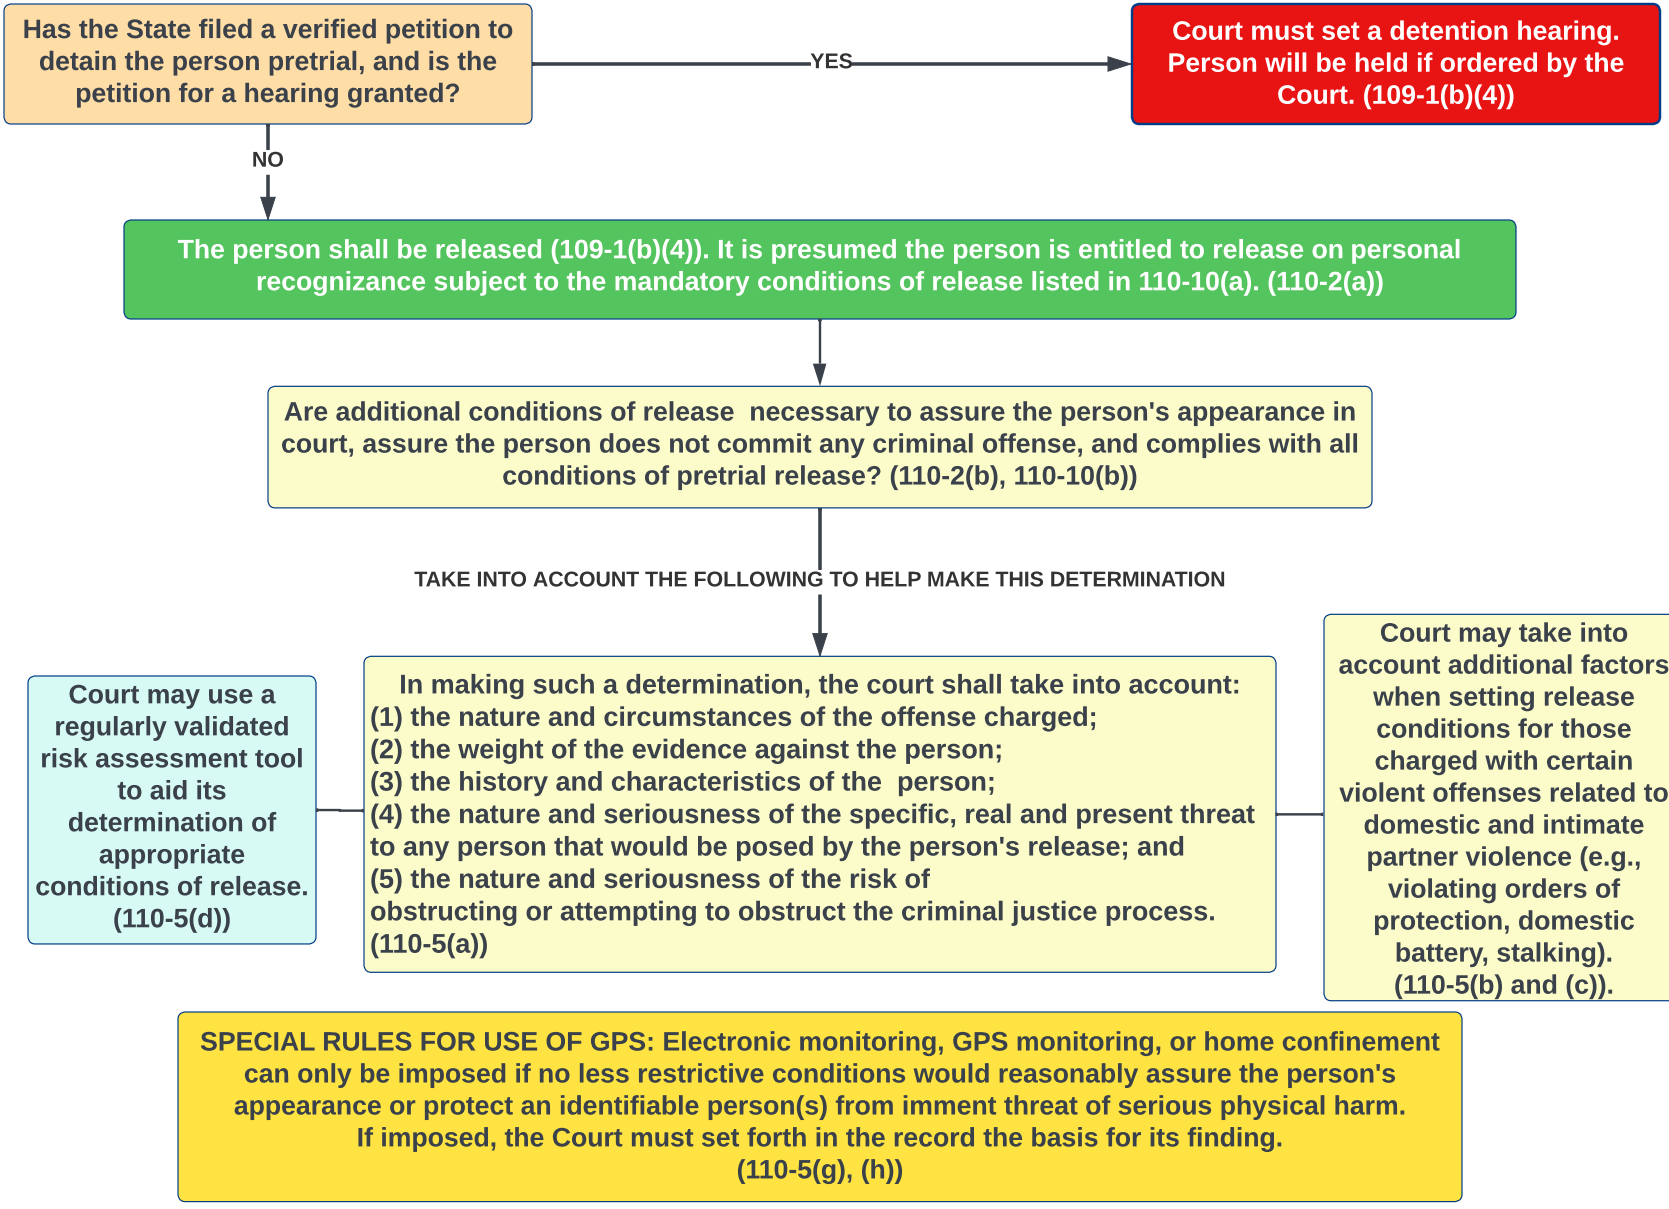 Has the State filed a verified petition to
detain the person pretrial, and is the
petition for a hearing granted?
YES
Court must set a detention hearing.
Person will be held if ordered by the
Court. (109-1(b)(4))
NO
The person shall be released (109-1(b)(4)). It is presumed the person is entitled to release on personal
recognizance subject to the mandatory conditions of release listed in 110-10(a). (110-2(a))
Are additional conditions of release  necessary to assure the person's appearance in
court, assure the person does not commit any criminal offense, and complies with all
conditions of pretrial release? (110-2(b), 110-10(b))
TAKE INTO ACCOUNT THE FOLLOWING TO HELP MAKE THIS DETERMINATION
Court may use a
regularly validated
risk assessment tool
to aid its
determination of
appropriate
conditions of release.
(110-5(d))
In making such a determination, the court shall take into account:
(1) the nature and circumstances of the offense charged;
(2) the weight of the evidence against the person;
(3) the history and characteristics of the  person;
(4) the nature and seriousness of the specific, real and present threat
to any person that would be posed by the person's release; and
(5) the nature and seriousness of the risk of
obstructing or attempting to obstruct the criminal justice process.
(110-5(a))
Court may take into
account additional factors
when setting release
conditions for those
charged with certain
violent offenses related to
domestic and intimate
partner violence (e.g.,
violating orders of
protection, domestic
battery, stalking).
(110-5(b) and (c)).
SPECIAL RULES FOR USE OF GPS: Electronic monitoring, GPS monitoring, or home confinement
can only be imposed if no less restrictive conditions would reasonably assure the person's
appearance or protect an identifiable person(s) from imment threat of serious physical harm.
If imposed, the Court must set forth in the record the basis for its finding.
(110-5(g), (h))